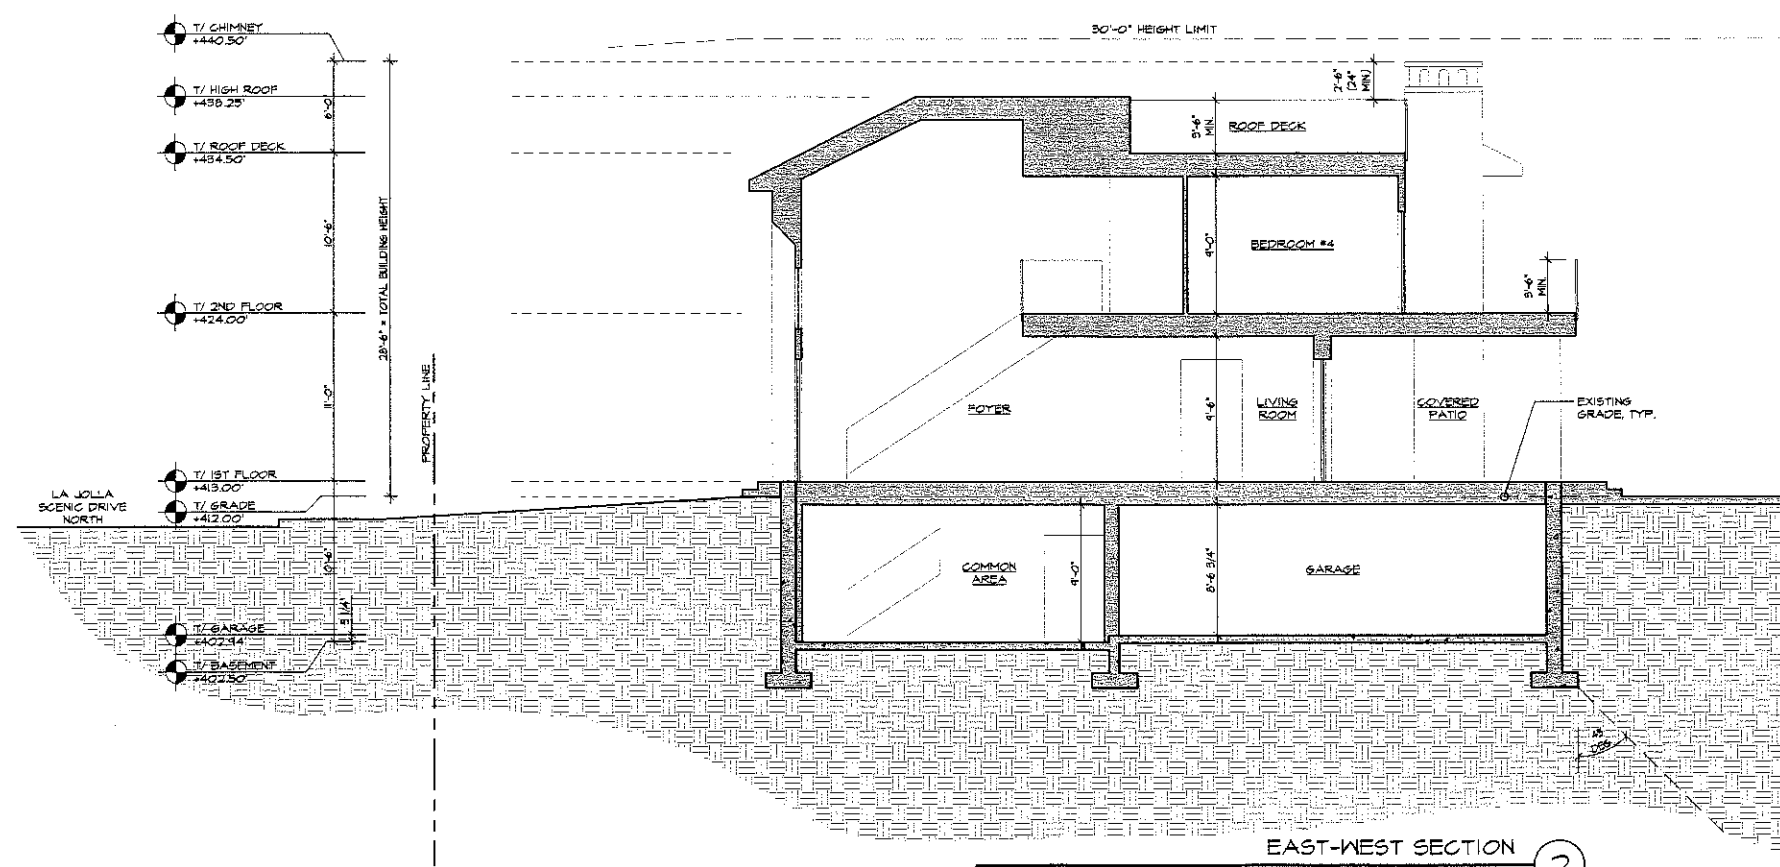 T/ CHIMNEY
+440.50'
T/ HIGH ROOF
+438.25'
T/ ROOF DECK
+434.50'
T/ 2ND FLOOR
+424.00'
T/ 1ST FLOOR
+413.00'
T/ GRADE
+412.00'
T/ GARAGE
+402.94'
T/ BASEMENT
+402.50'
LA JOLLA
SCENIC DRIVE
NORTH
6'-0"
10'-6"
11'-0"
10'-6"
5 1/4"
28'-6" = TOTAL BUILDING HEIGHT
PROPERTY LINE
30'-0" HEIGHT LIMIT
2'-6"
(24"
MIN.)
3'-6"
MIN.
ROOF DECK
9'-0"
BEDROOM #4
3'-6"
MIN.
FOYER
9'-6"
LIVING
ROOM
COVERED
PATIO
EXISTING
GRADE, TYP.
COMMON
AREA
9'-0"
8'-6 3/4"
GARAGE
45
DEG
EAST-WEST SECTION
2